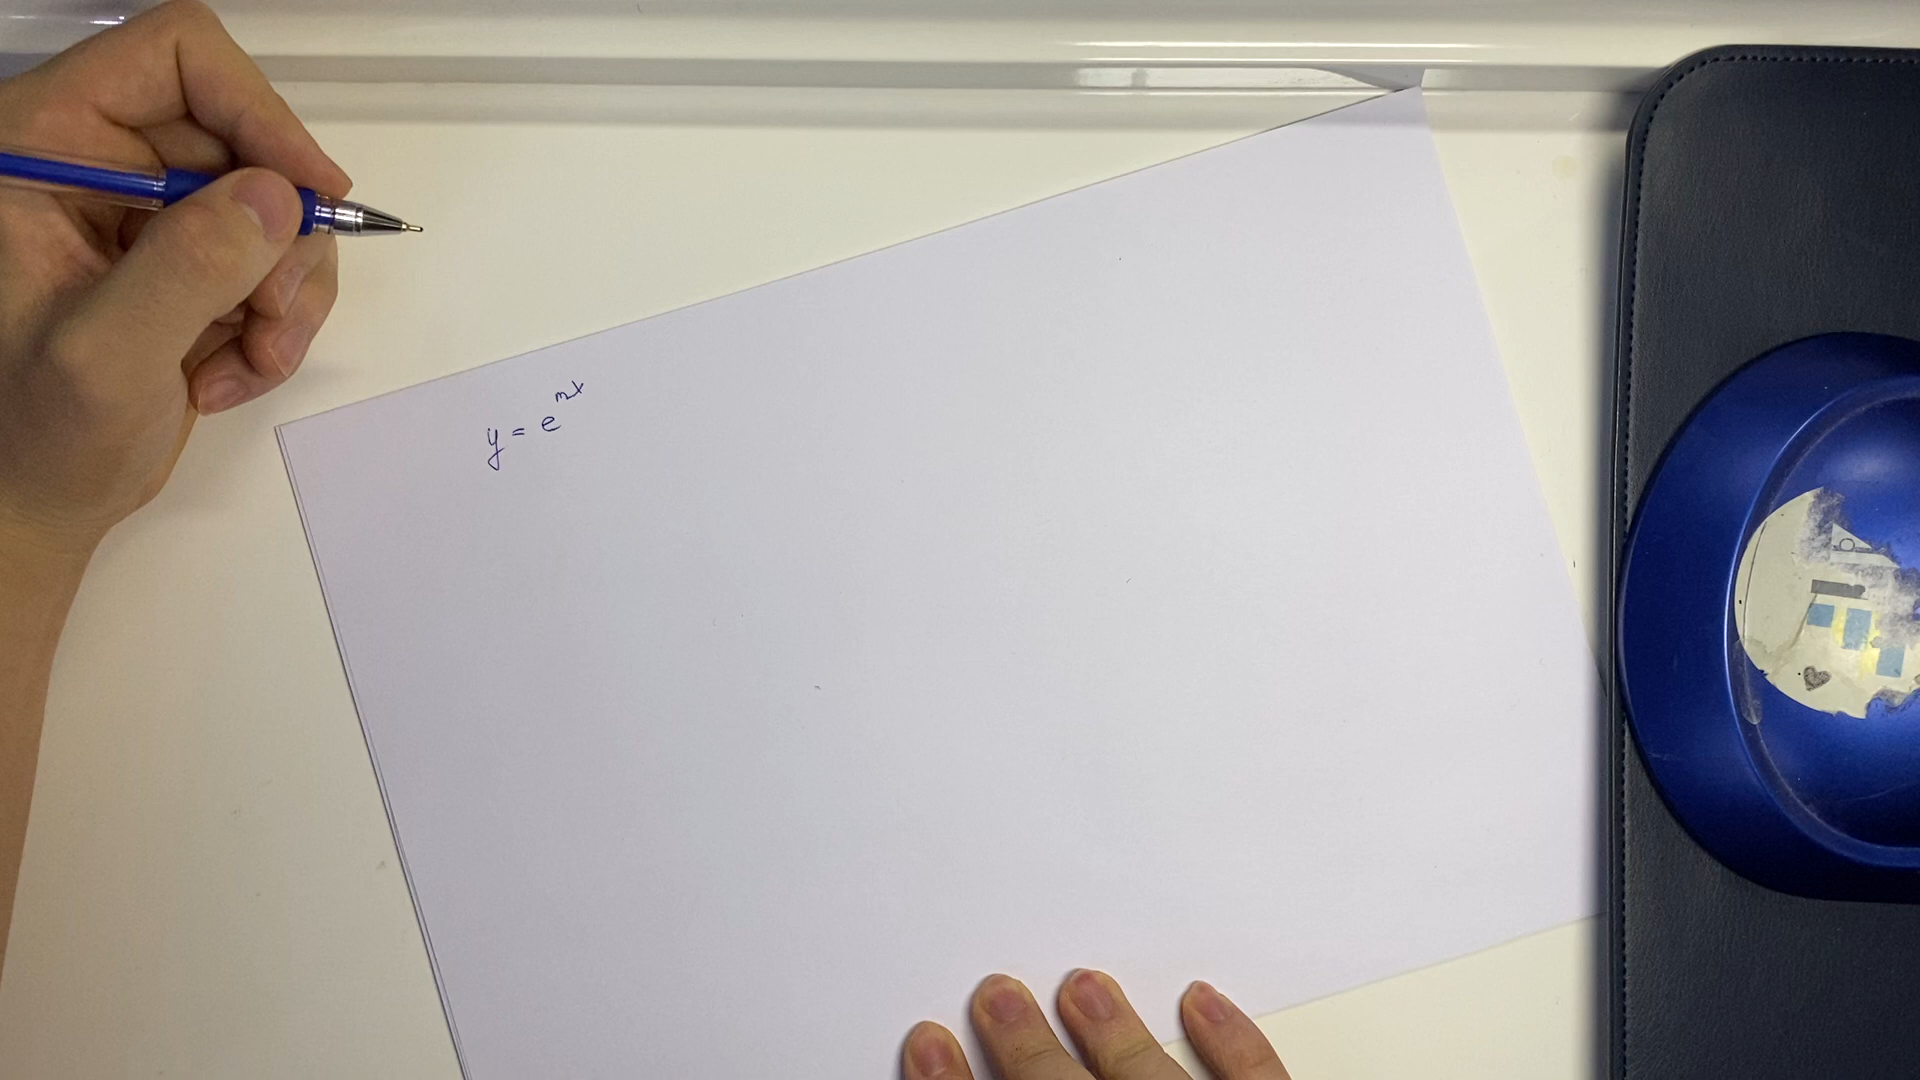 y = e^{mx}